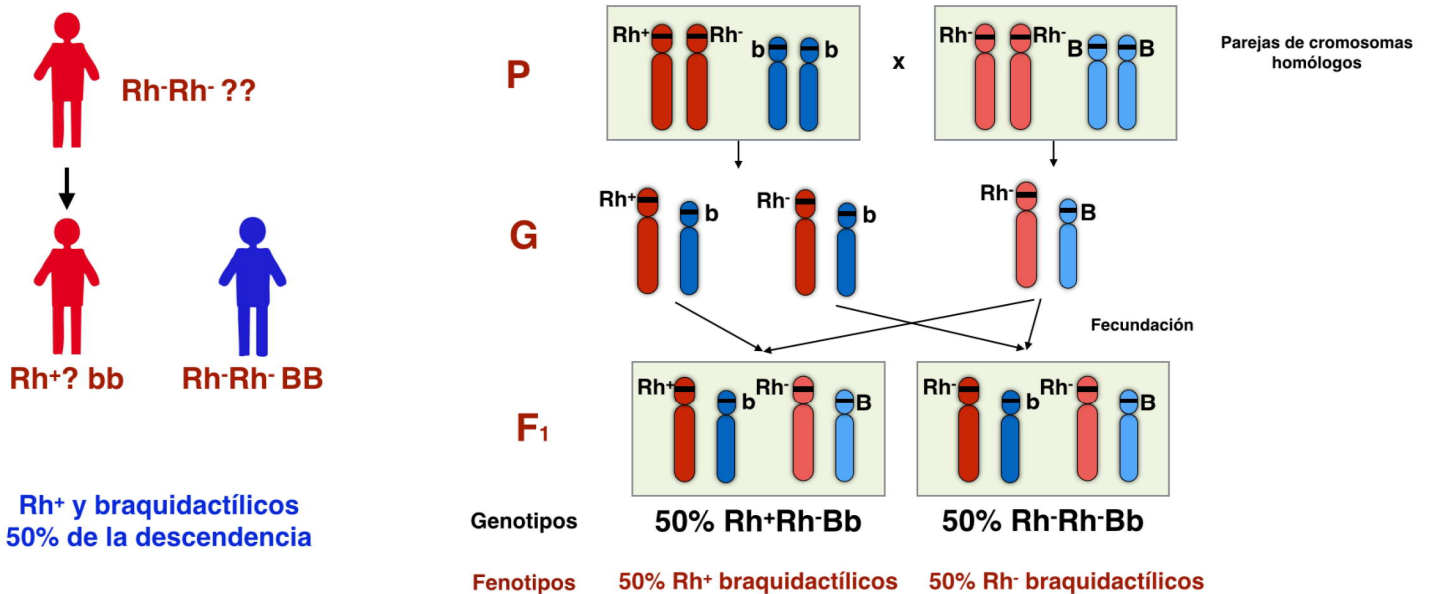 Rh⁻Rh⁻ ??
Rh⁺? bb
Rh⁻Rh⁻ BB
Rh⁺ y braquidactílicos
50% de la descendencia
P
Rh⁺
Rh⁻
b
b
x
Rh⁻
Rh⁻
B
B
Parejas de cromosomas
homólogos
G
Rh⁺
b
Rh⁻
b
Rh⁻
B
Fecundación
F₁
Rh⁺
b
Rh⁻
B
Rh⁻
b
Rh⁻
B
Genotipos
50% Rh⁺Rh⁻Bb
50% Rh⁻Rh⁻Bb
Fenotipos
50% Rh⁺ braquidactílicos
50% Rh⁻ braquidactílicos